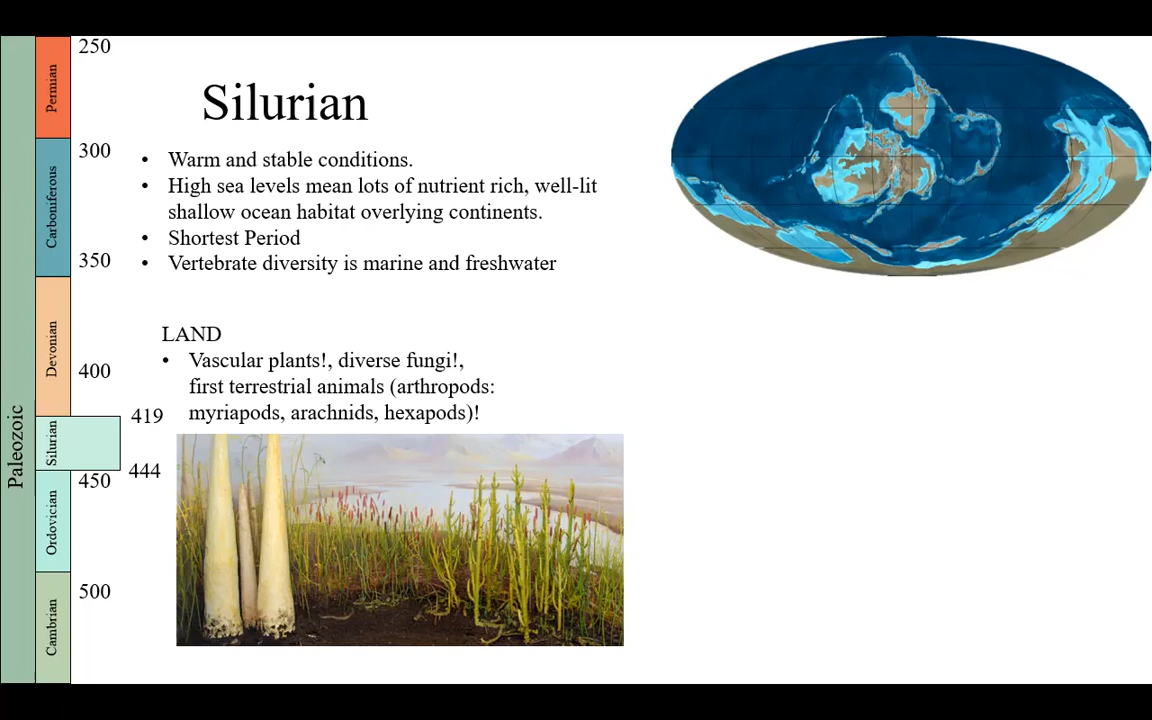 Silurian
• Warm and stable conditions.
• High sea levels mean lots of nutrient rich, well-lit
shallow ocean habitat overlying continents.
• Shortest Period
• Vertebrate diversity is marine and freshwater
LAND
• Vascular plants!, diverse fungi!,
first terrestrial animals (arthropods:
myriapods, arachnids, hexapods)!
Paleozoic
Permian
Carboniferous
Devonian
Silurian
Ordovician
Cambrian
250
300
350
400
419
444
450
500